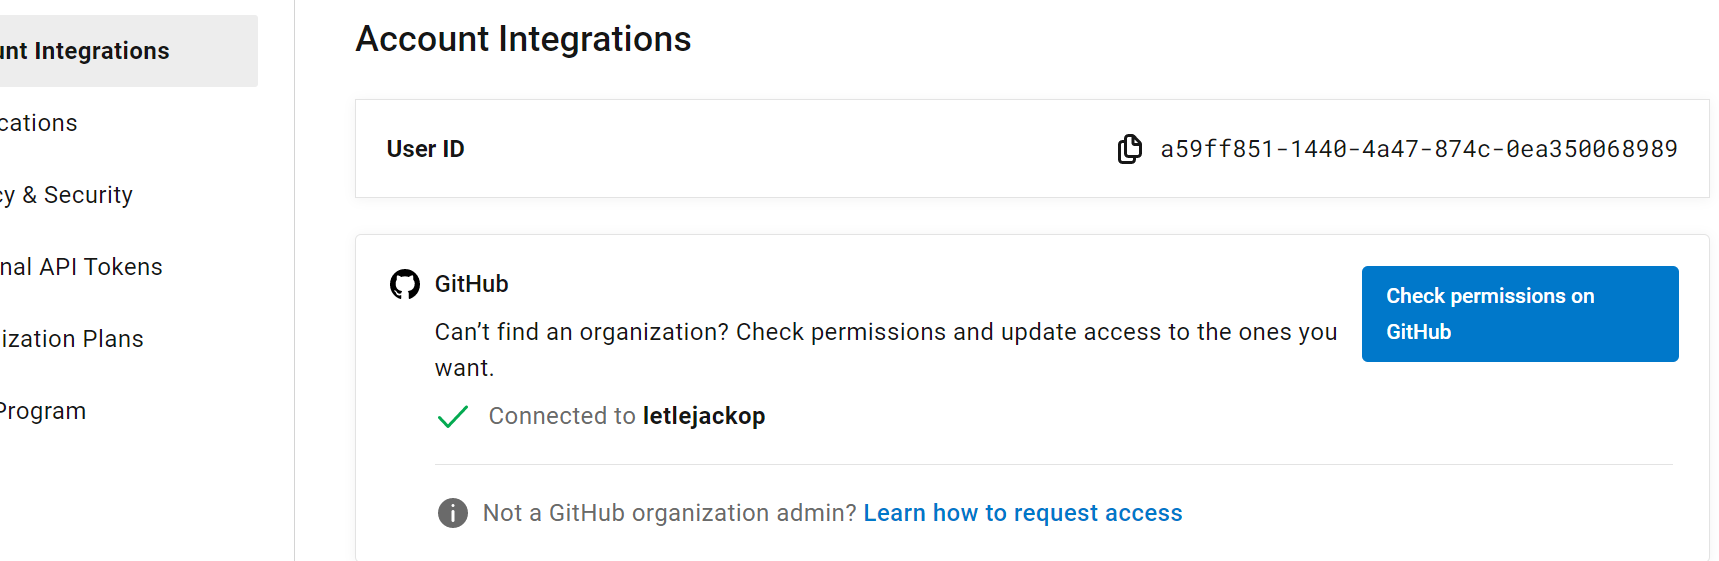 unt Integrations
cations
cy & Security
nal API Tokens
ization Plans
Program
Account Integrations
User ID
a59ff851-1440-4a47-874c-0ea350068989
GitHub
Can’t find an organization? Check permissions and update access to the ones you
want.
Check permissions on
GitHub
Connected to letlejackop
Not a GitHub organization admin? Learn how to request access